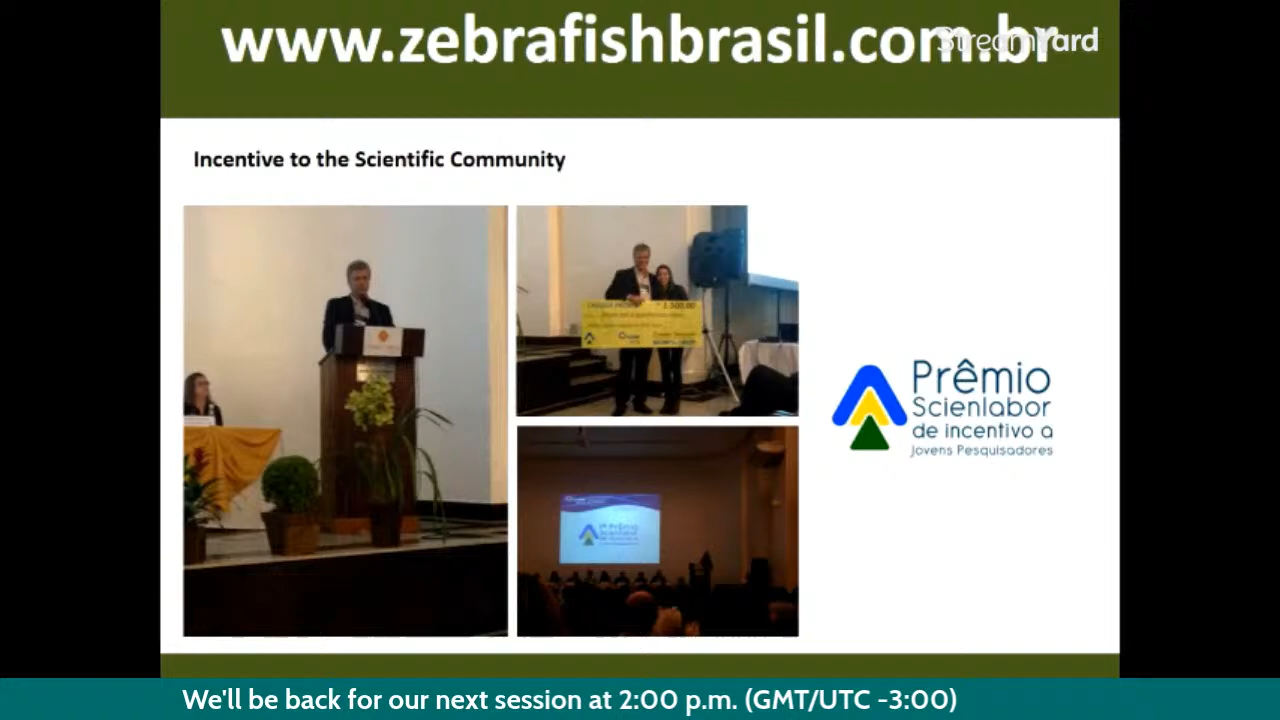 www.zebrafishbrasil.com.br
StreamYard
Incentive to the Scientific Community
Prêmio
Scienlabor
de incentivo a
Jovens Pesquisadores
We'll be back for our next session at 2:00 p.m. (GMT/UTC -3:00)